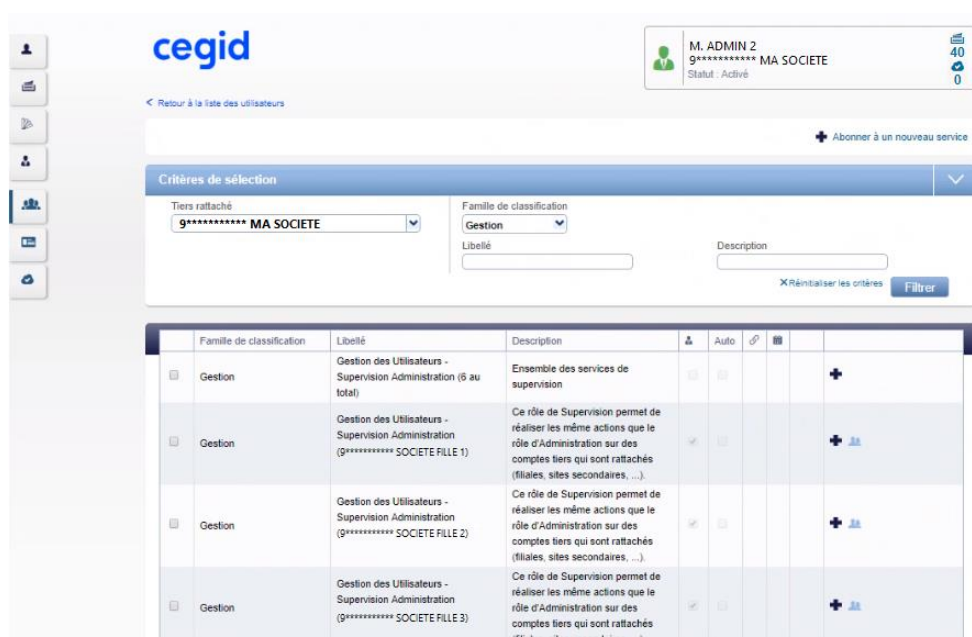 cegid
M. ADMIN 2
9*********** MA SOCIETE
Statut : Activé
40
0
< Retour à la liste des utilisateurs
Abonner à un nouveau service
Critères de sélection
Tiers rattaché
9*********** MA SOCIETE
Famille de classification
Gestion
Libellé
Description
Réinitialiser les critères
Filtrer
Famille de classification Libellé Description Auto
Gestion
Gestion des Utilisateurs -
Supervision Administration (6 au
total)
Ensemble des services de
supervision
Gestion
Gestion des Utilisateurs -
Supervision Administration
(9*********** SOCIETE FILLE 1)
Ce rôle de Supervision permet de
réaliser les même actions que le
rôle d'Administration sur des
comptes tiers qui sont rattachés
(filiales, sites secondaires, ...).
Gestion
Gestion des Utilisateurs -
Supervision Administration
(9*********** SOCIETE FILLE 2)
Ce rôle de Supervision permet de
réaliser les même actions que le
rôle d'Administration sur des
comptes tiers qui sont rattachés
(filiales, sites secondaires, ...).
Gestion
Gestion des Utilisateurs -
Supervision Administration
(9*********** SOCIETE FILLE 3)
Ce rôle de Supervision permet de
réaliser les même actions que le
rôle d'Administration sur des
comptes tiers qui sont rattachés